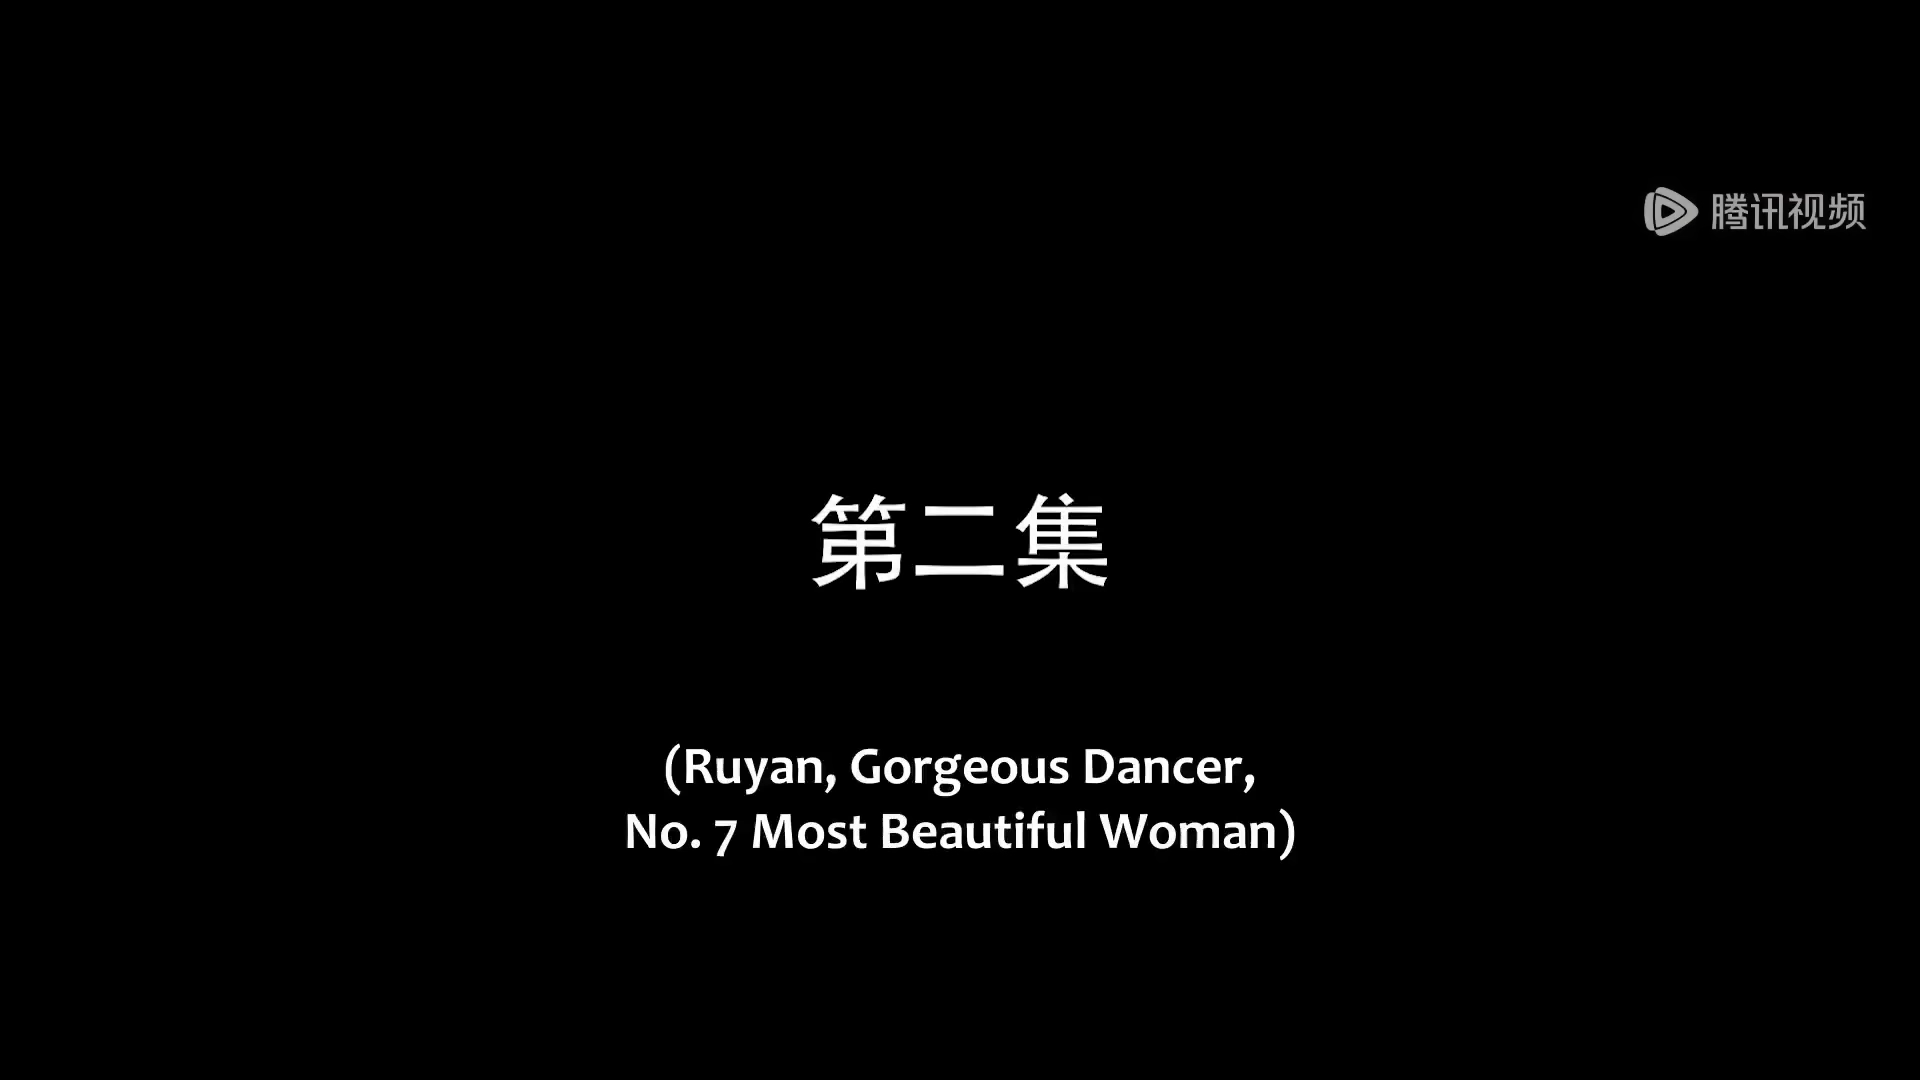 腾讯视频
第二集
(Ruyan, Gorgeous Dancer,
No. 7 Most Beautiful Woman)